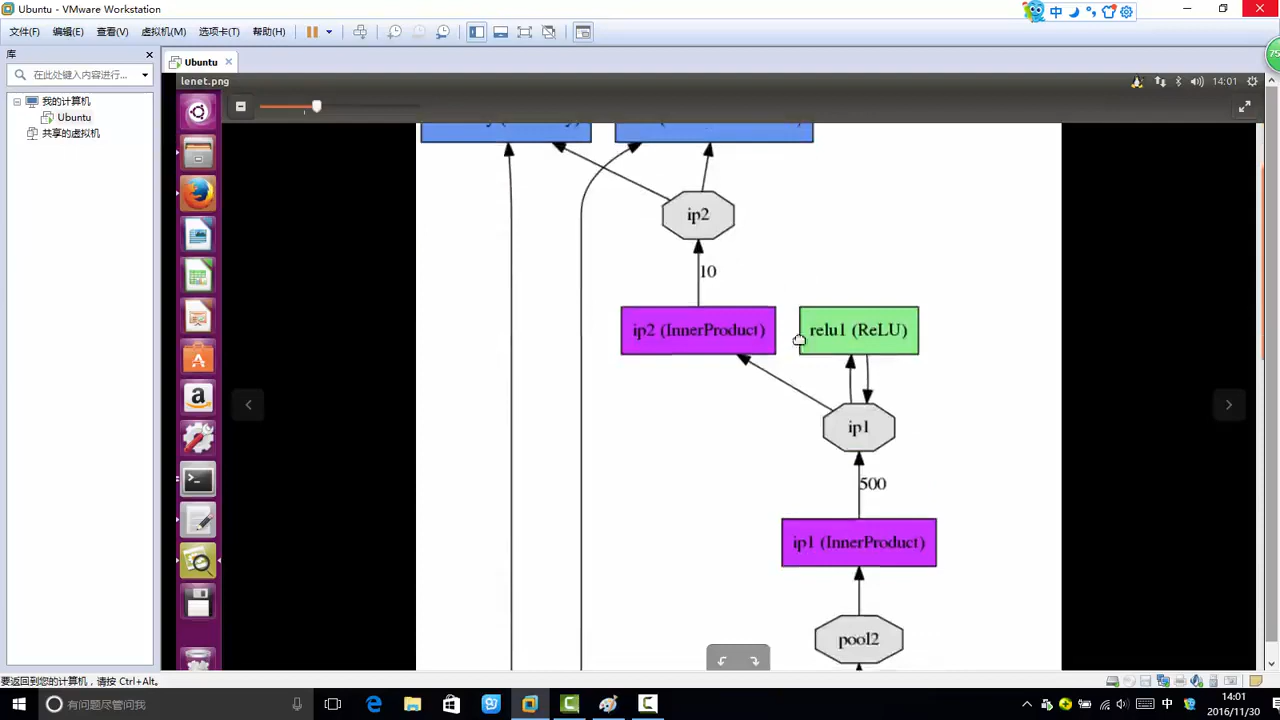 Ubuntu - VMware Workstation
中
文件(F) 编辑(E) 查看(V) 虚拟机(M) 选项卡(T) 帮助(H)
库
Ubuntu
75
在此处键入内容进行...
lenet.png
14:01
我的计算机
Ubuntu
共享的虚拟机
ip2
10
ip2 (InnerProduct)
relu1 (ReLU)
ip1
500
ip1 (InnerProduct)
pool2
要返回到您的计算机，请按 Ctrl+Alt。
有问题尽管问我
中
14:01
2016/11/30